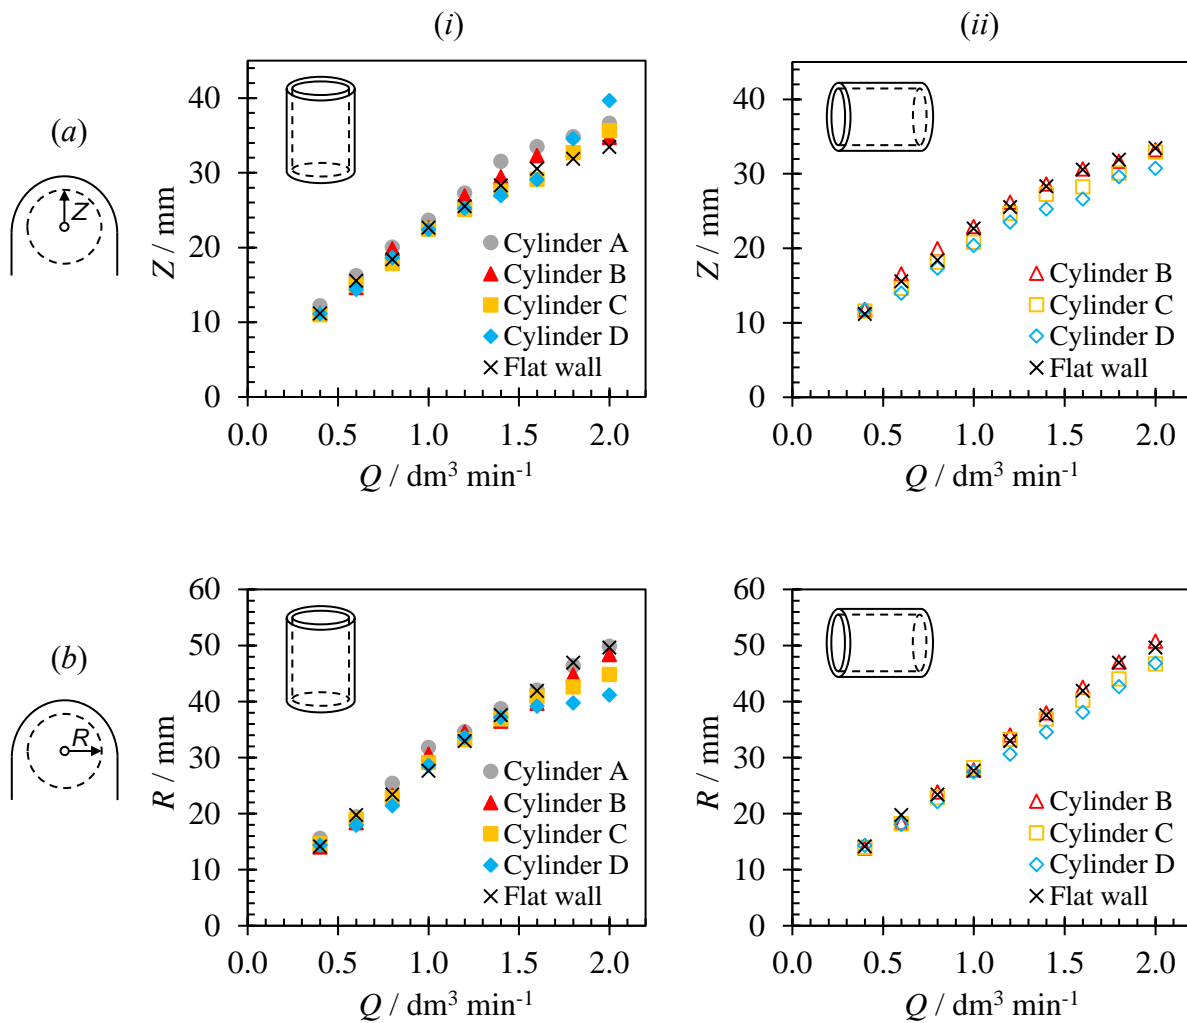 (i)
(ii)
(a)
Z
Z / mm
40
30
20
10
0
0.0 0.5 1.0 1.5 2.0
Q / dm³ min⁻¹
Cylinder A
Cylinder B
Cylinder C
Cylinder D
Flat wall
Z / mm
40
30
20
10
0
0.0 0.5 1.0 1.5 2.0
Q / dm³ min⁻¹
Cylinder B
Cylinder C
Cylinder D
Flat wall
(b)
R
R / mm
60
50
40
30
20
10
0
0.0 0.5 1.0 1.5 2.0
Q / dm³ min⁻¹
Cylinder A
Cylinder B
Cylinder C
Cylinder D
Flat wall
R / mm
60
50
40
30
20
10
0
0.0 0.5 1.0 1.5 2.0
Q / dm³ min⁻¹
Cylinder B
Cylinder C
Cylinder D
Flat wall